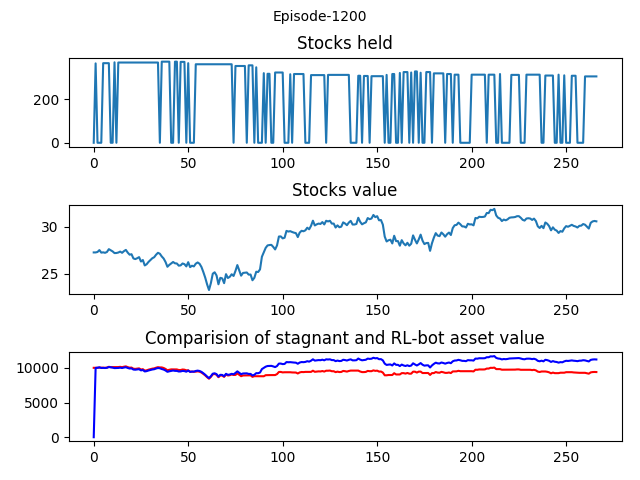 Episode-1200
Stocks held
200
0
0 50 100 150 200 250
Stocks value
30
25
0 50 100 150 200 250
Comparision of stagnant and RL-bot asset value
10000
5000
0
0 50 100 150 200 250